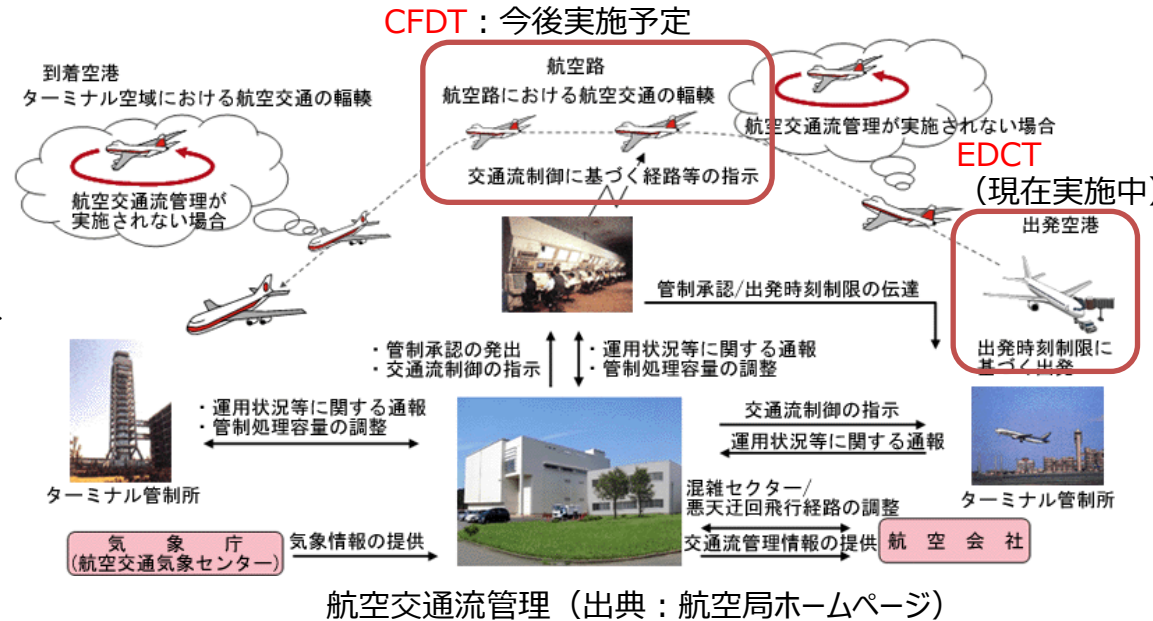 CFDT：今後実施予定
到着空港
ターミナル空域における航空交通の輻輳
航空交通流管理が
実施されない場合
航空路
航空路における航空交通の輻輳
交通流制御に基づく経路等の指示
航空交通流管理が実施されない場合
EDCT
（現在実施中）
出発空港
出発時刻制限に
基づく出発
管制承認/出発時刻制限の伝達
・管制承認の発出
・交通流制御の指示
・運用状況等に関する通報
・管制処理容量の調整
・運用状況等に関する通報
・管制処理容量の調整
交通流制御の指示
運用状況等に関する通報
ターミナル管制所
ターミナル管制所
混雑セクター/
悪天迂回飛行経路の調整
交通流管理情報の提供
気象庁
(航空交通気象センター)
気象情報の提供
航空会社
航空交通流管理（出典：航空局ホームページ）